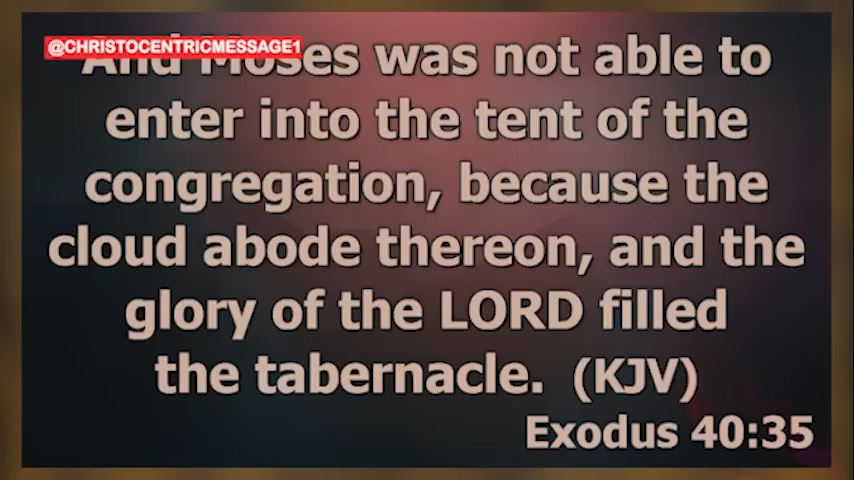 @CHRISTOCENTRICMESSAGE1
And Moses was not able to
enter into the tent of the
congregation, because the
cloud abode thereon, and the
glory of the LORD filled
the tabernacle. (KJV)
Exodus 40:35